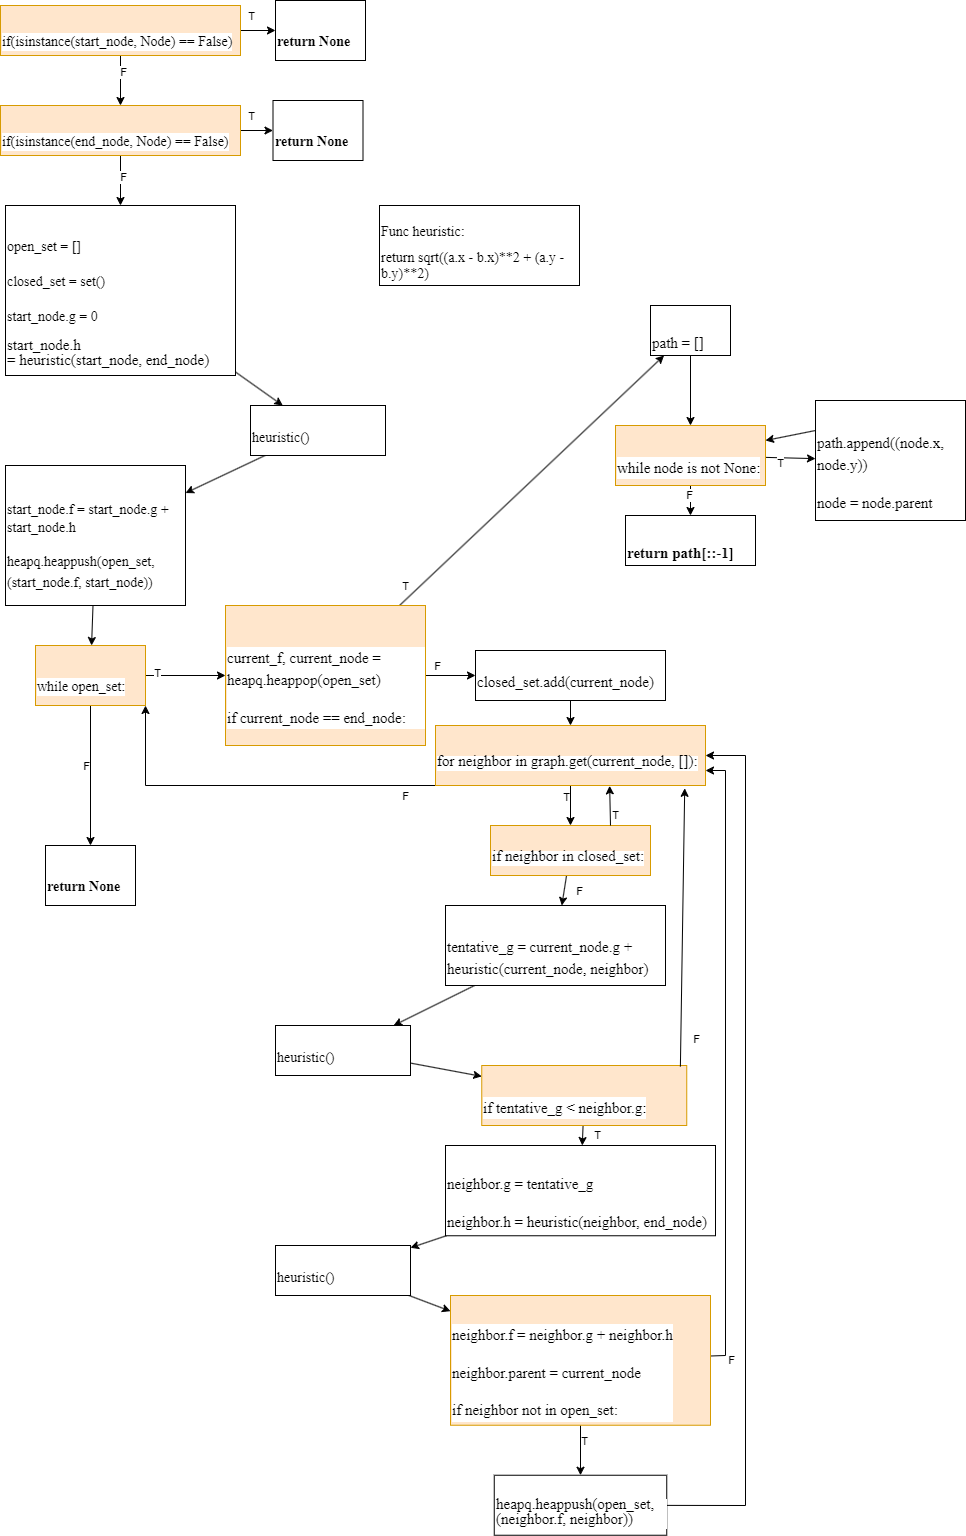 if(isinstance(start_node, Node) == False)
T
return None
F
if(isinstance(end_node, Node) == False)
T
return None
F
open_set = []
closed_set = set()
start_node.g = 0
start_node.h
= heuristic(start_node, end_node)
Func heuristic:
return sqrt((a.x - b.x)**2 + (a.y -
b.y)**2)
heuristic()
start_node.f = start_node.g +
start_node.h
heapq.heappush(open_set,
(start_node.f, start_node))
while open_set:
T
F
return None
current_f, current_node =
heapq.heappop(open_set)
if current_node == end_node:
T
F
path = []
while node is not None:
T
path.append((node.x,
node.y))
node = node.parent
F
return path[::-1]
closed_set.add(current_node)
for neighbor in graph.get(current_node, []):
F
T
T
if neighbor in closed_set:
F
tentative_g = current_node.g +
heuristic(current_node, neighbor)
heuristic()
F
if tentative_g < neighbor.g:
T
neighbor.g = tentative_g
neighbor.h = heuristic(neighbor, end_node)
heuristic()
neighbor.f = neighbor.g + neighbor.h
neighbor.parent = current_node
if neighbor not in open_set:
F
T
heapq.heappush(open_set,
(neighbor.f, neighbor))